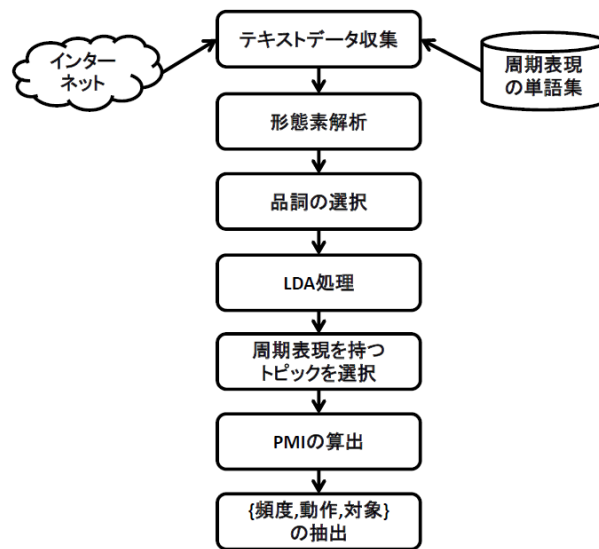 テキストデータ収集
インター
ネット
周期表現
の単語集
形態素解析
品詞の選択
LDA処理
周期表現を持つ
トピックを選択
PMIの算出
{頻度,動作,対象}
の抽出